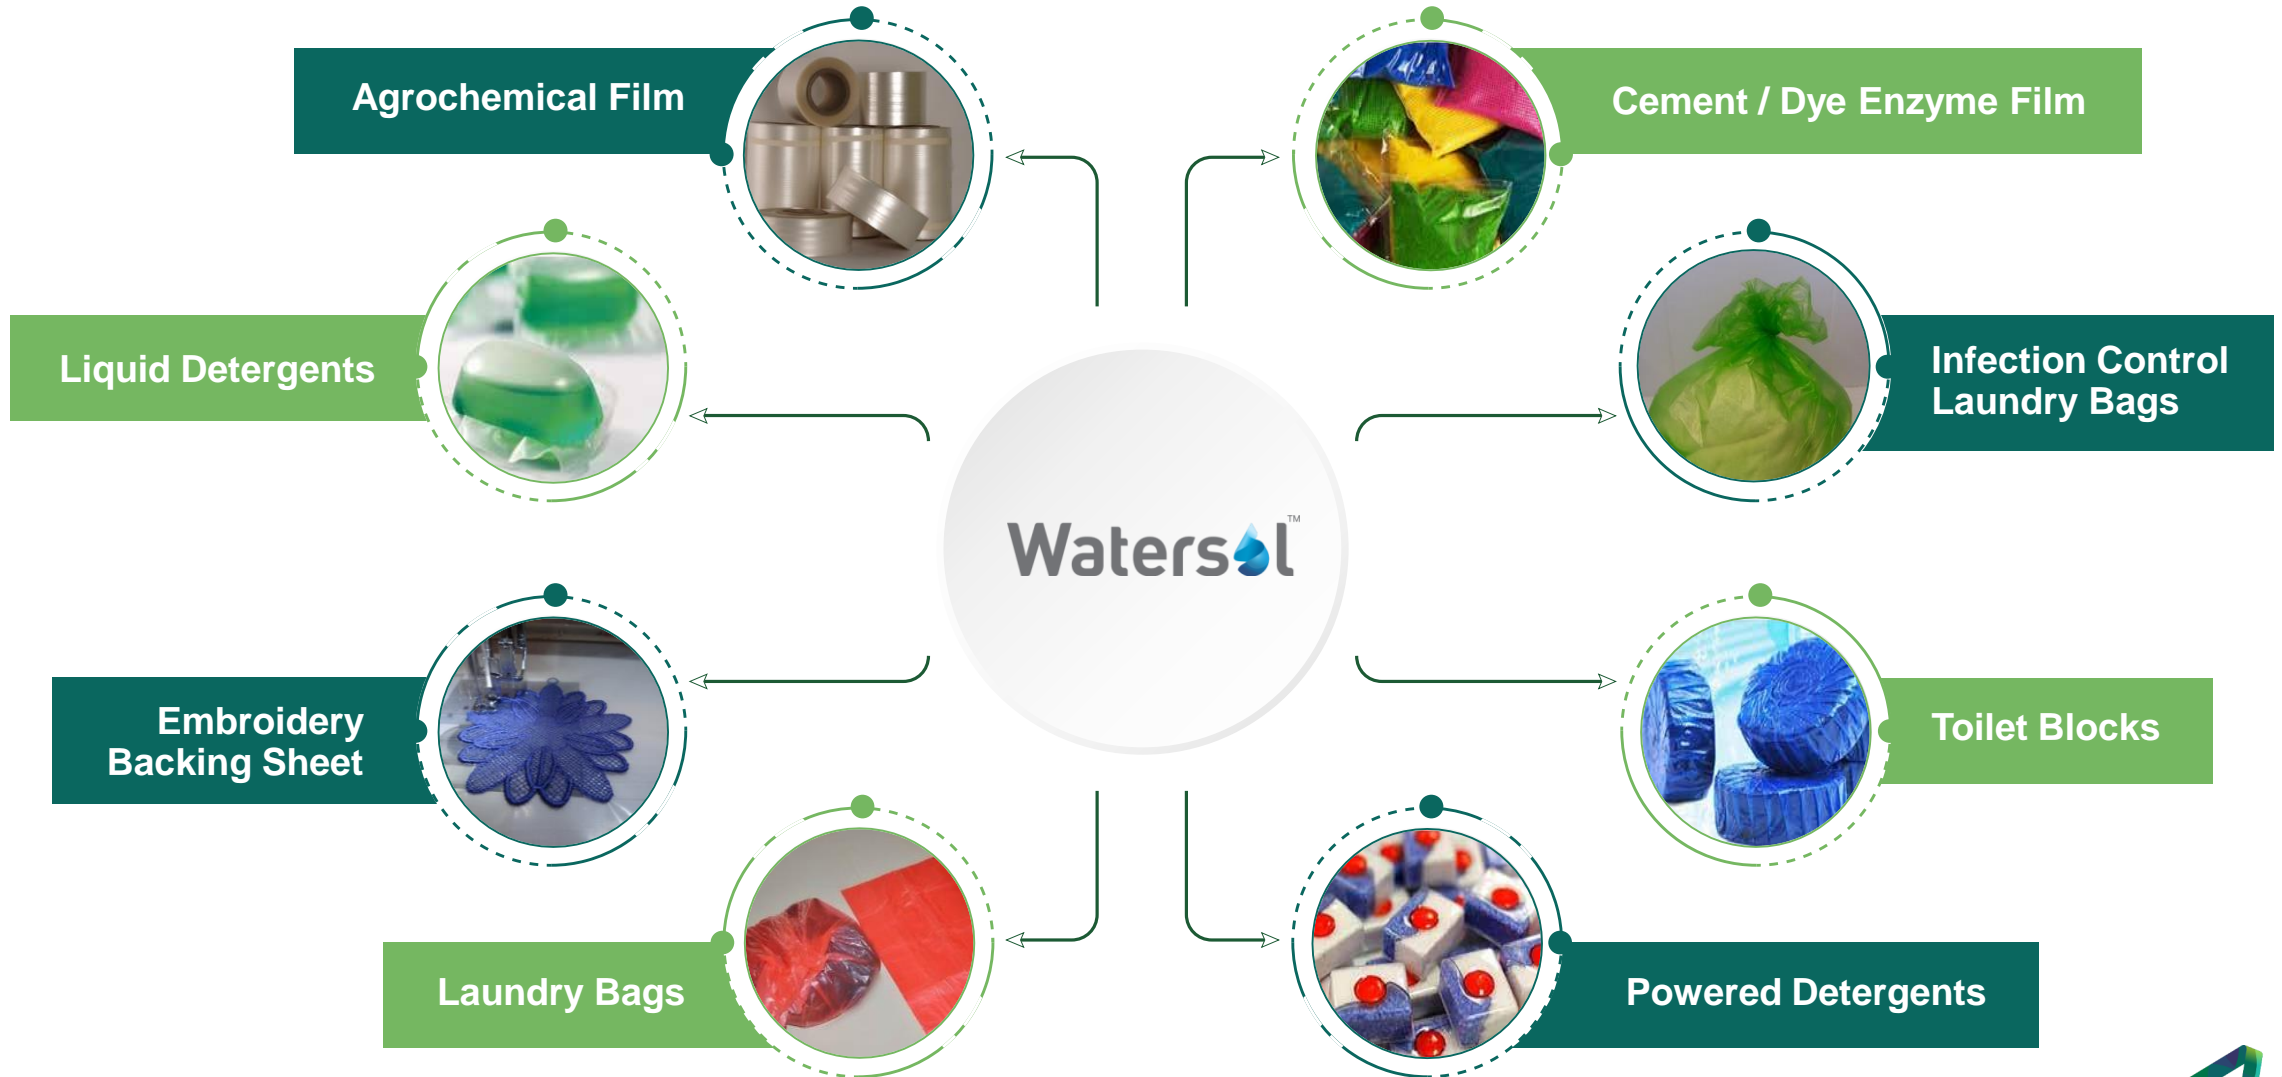 Agrochemical Film
Cement / Dye Enzyme Film
Liquid Detergents
Infection Control
Laundry Bags
Watersol™
Embroidery
Backing Sheet
Toilet Blocks
Laundry Bags
Powered Detergents